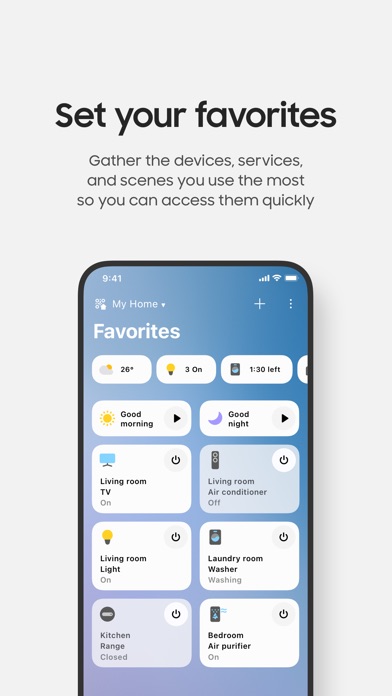 Set your favorites
Gather the devices, services,
and scenes you use the most
so you can access them quickly
9:41
My Home
Favorites
26°
3 On
1:30 left
Good
morning
Good
night
Living room
TV
On
Living room
Air conditioner
Off
Living room
Light
On
Laundry room
Washer
Washing
Kitchen
Range
Closed
Bedroom
Air purifier
On